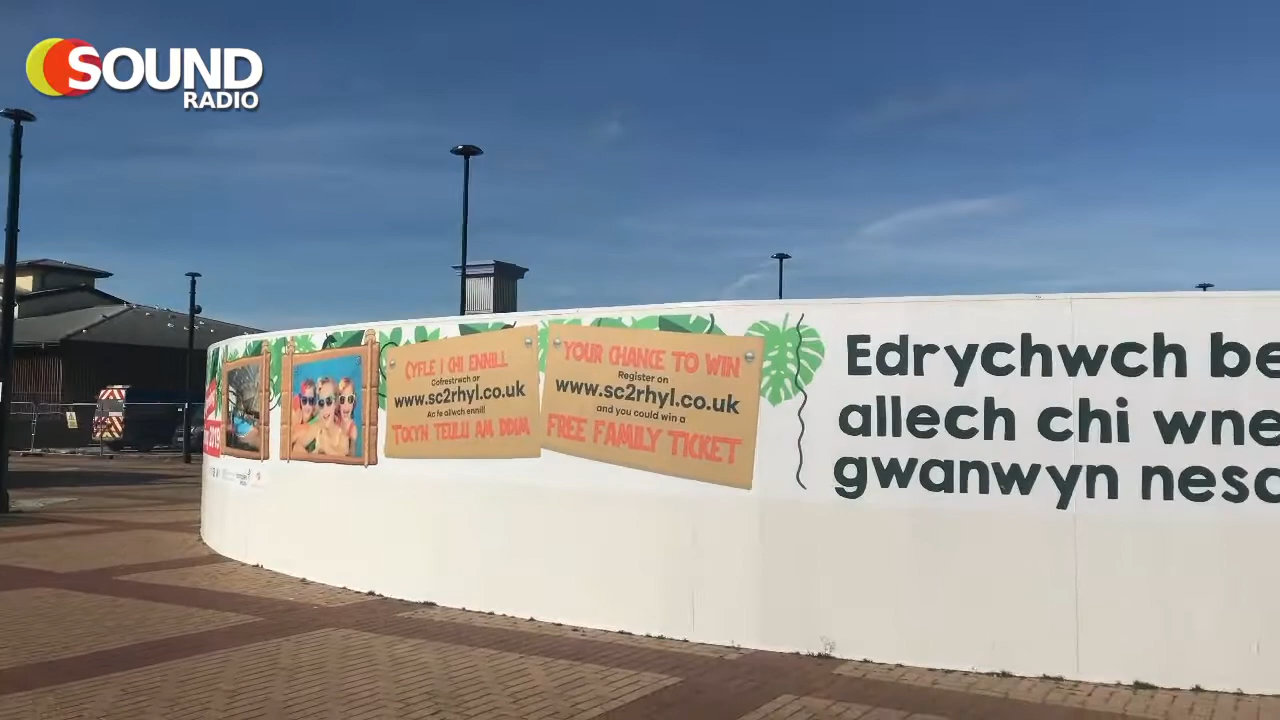 SOUND
RADIO
2019
CYFLE I CHI ENNILL
Cofrestrwch ar
www.sc2rhyl.co.uk
Ac fe allwch ennill
TOCYN TEULU AM DDIM
YOUR CHANCE TO WIN
Register on
www.sc2rhyl.co.uk
and you could win a
FREE FAMILY TICKET
Edrychwch be
allech chi wne
gwanwyn nesa